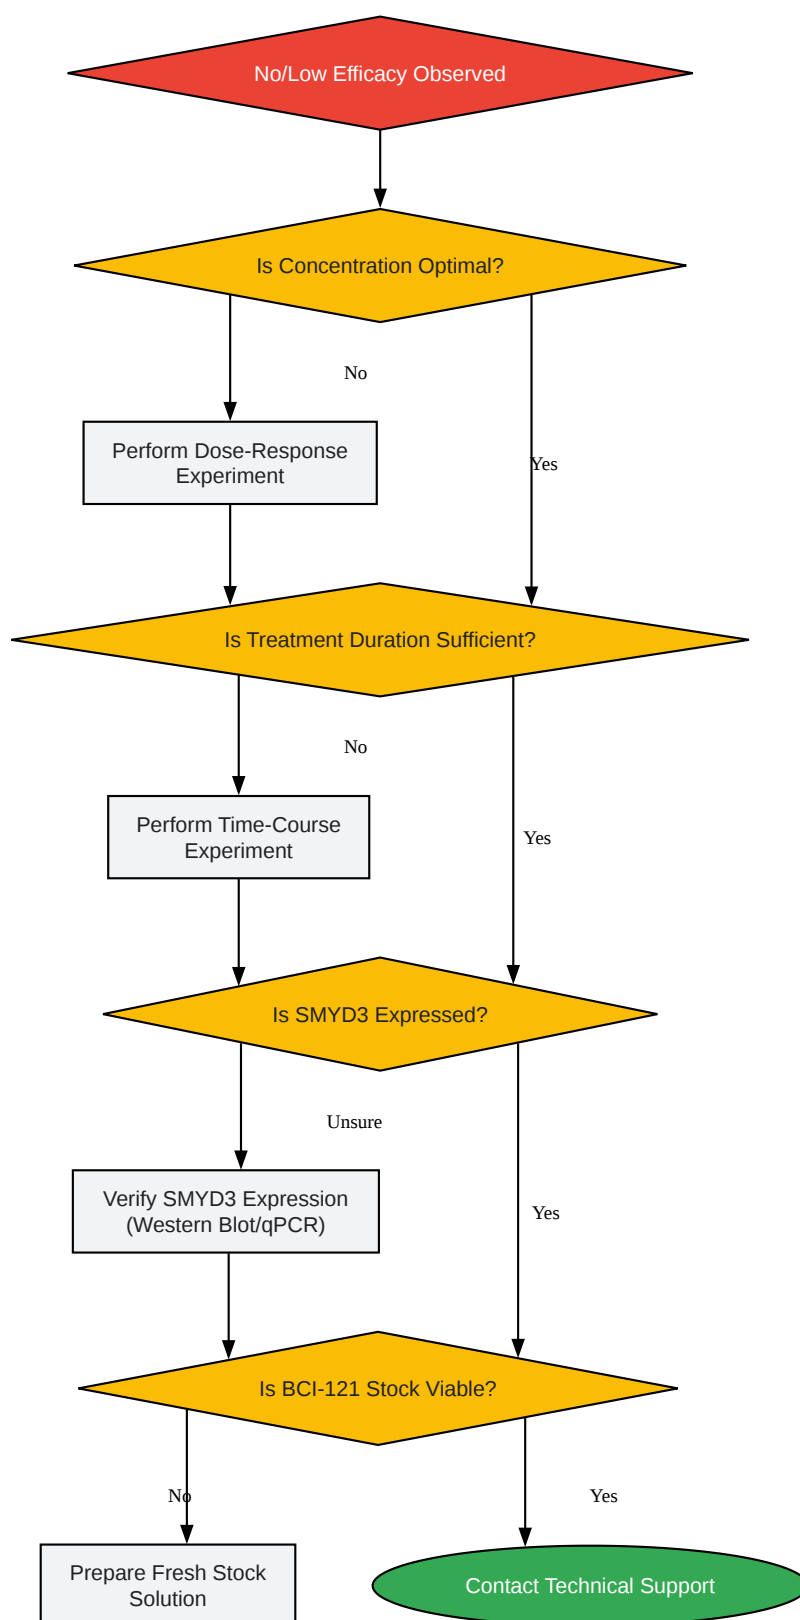 No/Low Efficacy Observed
Is Concentration Optimal?
No
Perform Dose-Response
Experiment
Yes
Is Treatment Duration Sufficient?
No
Perform Time-Course
Experiment
Yes
Is SMYD3 Expressed?
Unsure
Verify SMYD3 Expression
(Western Blot/qPCR)
Yes
Is BCI-121 Stock Viable?
No
Yes
Prepare Fresh Stock
Solution
Contact Technical Support